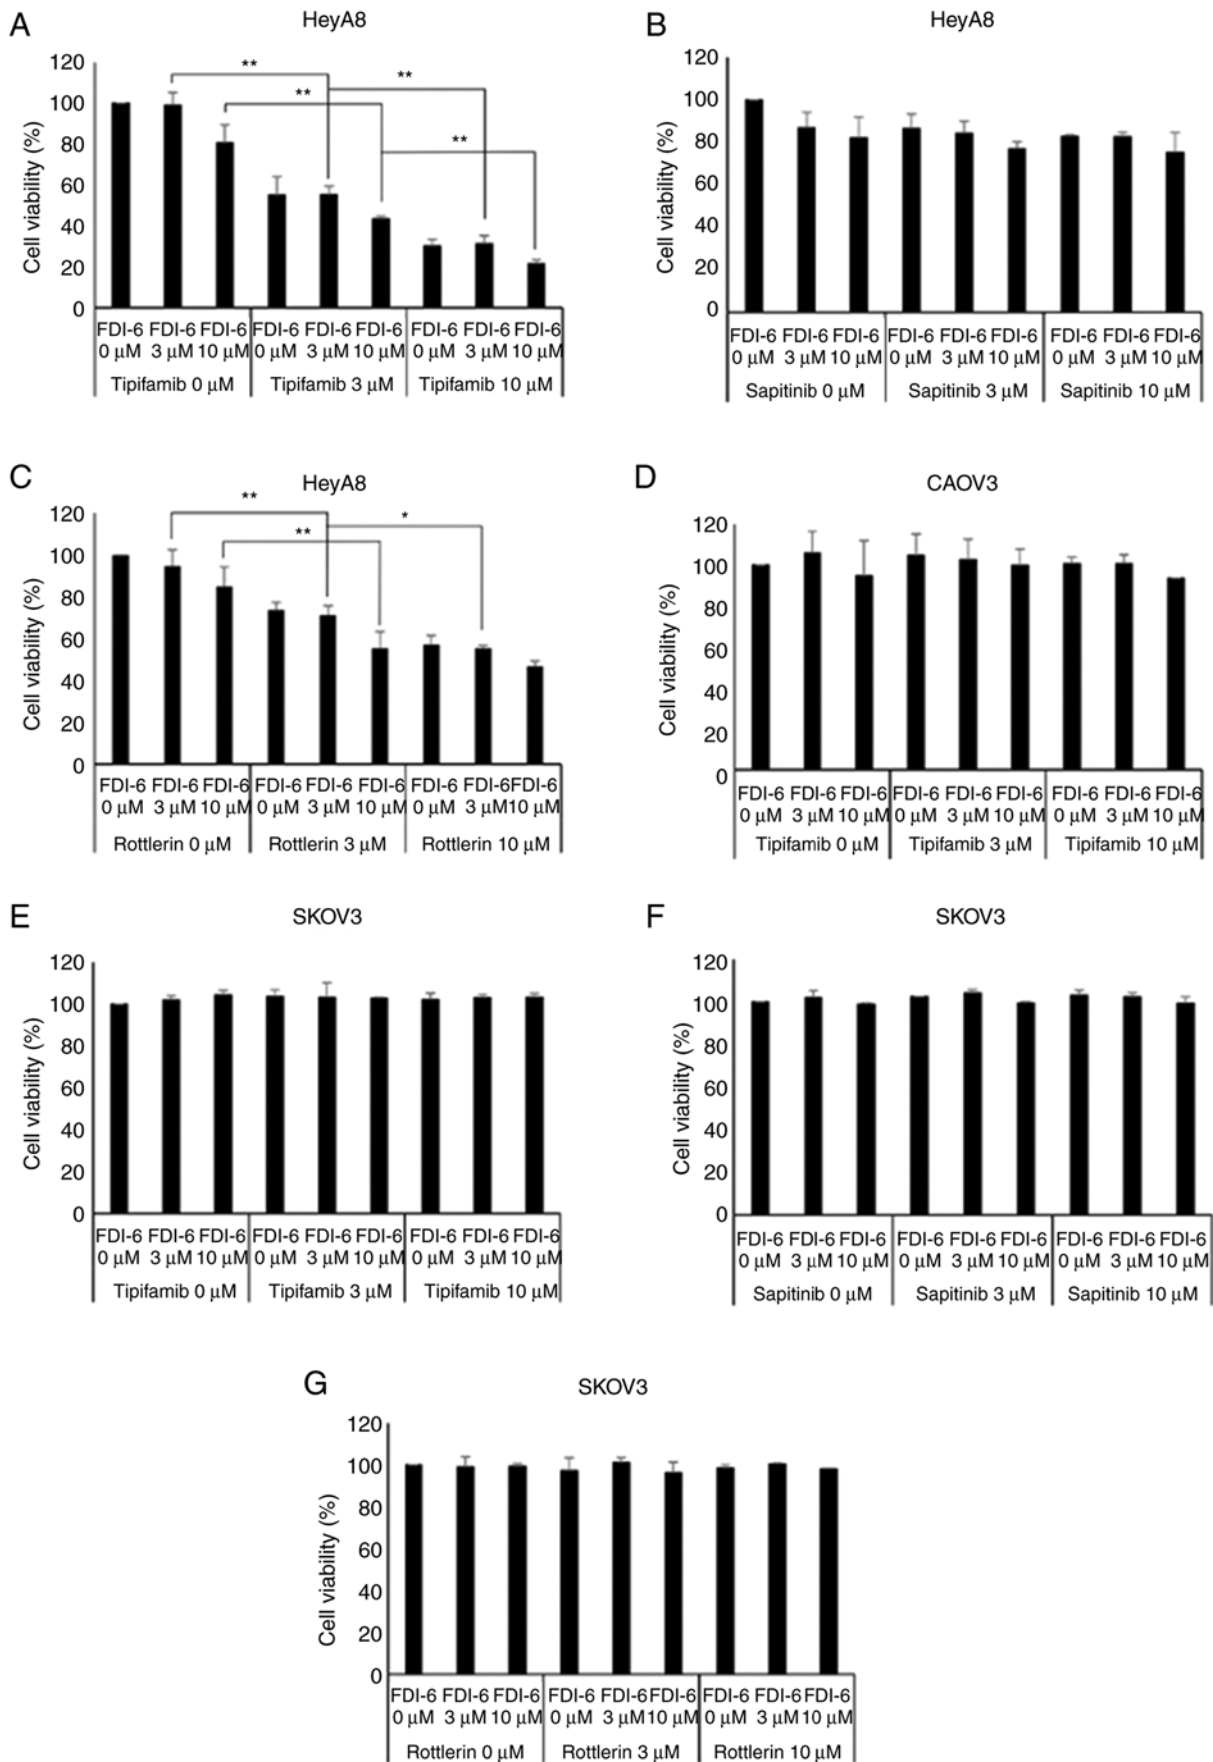 A
HeyA8
Cell viability (%)
120
100
80
60
40
20
0
**
**
**
**
FDI-6 FDI-6 FDI-6 FDI-6 FDI-6 FDI-6 FDI-6 FDI-6 FDI-6
0 μM 3 μM 10 μM 0 μM 3 μM 10 μM 0 μM 3 μM 10 μM
Tipifamib 0 μM Tipifamib 3 μM Tipifamib 10 μM
B
HeyA8
Cell viability (%)
120
100
80
60
40
20
0
FDI-6 FDI-6 FDI-6 FDI-6 FDI-6 FDI-6 FDI-6 FDI-6 FDI-6
0 μM 3 μM 10 μM 0 μM 3 μM 10 μM 0 μM 3 μM 10 μM
Sapitinib 0 μM Sapitinib 3 μM Sapitinib 10 μM
C
HeyA8
Cell viability (%)
120
100
80
60
40
20
0
**
*
**
FDI-6 FDI-6 FDI-6 FDI-6 FDI-6 FDI-6 FDI-6 FDI-6 FDI-6
0 μM 3 μM 10 μM 0 μM 3 μM 10 μM 0 μM 3 μM 10 μM
Rottlerin 0 μM Rottlerin 3 μM Rottlerin 10 μM
D
CAOV3
Cell viability (%)
120
100
80
60
40
20
0
FDI-6 FDI-6 FDI-6 FDI-6 FDI-6 FDI-6 FDI-6 FDI-6 FDI-6
0 μM 3 μM 10 μM 0 μM 3 μM 10 μM 0 μM 3 μM 10 μM
Tipifamib 0 μM Tipifamib 3 μM Tipifamib 10 μM
E
SKOV3
Cell viability (%)
120
100
80
60
40
20
0
FDI-6 FDI-6 FDI-6 FDI-6 FDI-6 FDI-6 FDI-6 FDI-6 FDI-6
0 μM 3 μM 10 μM 0 μM 3 μM 10 μM 0 μM 3 μM 10 μM
Tipifamib 0 μM Tipifamib 3 μM Tipifamib 10 μM
F
SKOV3
Cell viability (%)
120
100
80
60
40
20
0
FDI-6 FDI-6 FDI-6 FDI-6 FDI-6 FDI-6 FDI-6 FDI-6 FDI-6
0 μM 3 μM 10 μM 0 μM 3 μM 10 μM 0 μM 3 μM 10 μM
Sapitinib 0 μM Sapitinib 3 μM Sapitinib 10 μM
G
SKOV3
Cell viability (%)
120
100
80
60
40
20
0
FDI-6 FDI-6 FDI-6 FDI-6 FDI-6 FDI-6 FDI-6 FDI-6 FDI-6
0 μM 3 μM 10 μM 0 μM 3 μM 10 μM 0 μM 3 μM 10 μM
Rottlerin 0 μM Rottlerin 3 μM Rottlerin 10 μM